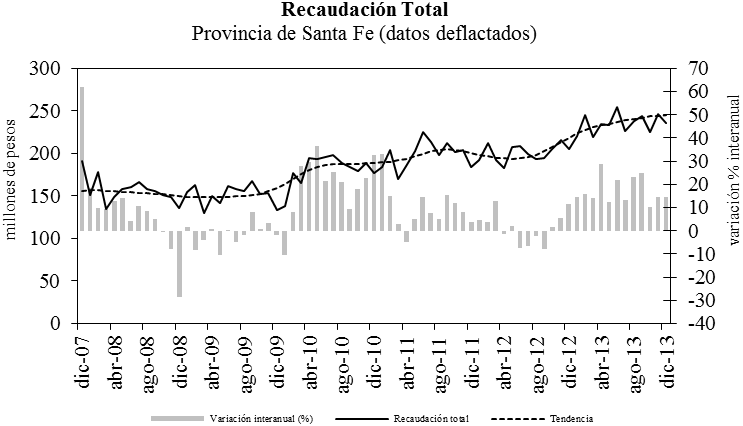 Recaudación Total
Provincia de Santa Fe (datos deflactados)
millones de pesos
300
250
200
150
100
50
0
70
60
50
40
30
20
10
0
-10
-20
-30
-40
variación % interanual
dic-07
abr-08
ago-08
dic-08
abr-09
ago-09
dic-09
abr-10
ago-10
dic-10
abr-11
ago-11
dic-11
abr-12
ago-12
dic-12
abr-13
ago-13
dic-13
Variación interanual (%)
Recaudación total
Tendencia